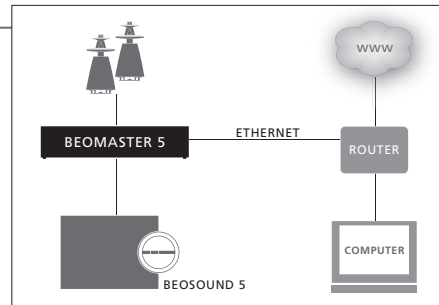 WWW
ETHERNET
BEOMASTER 5
ROUTER
COMPUTER
BEOSOUND 5